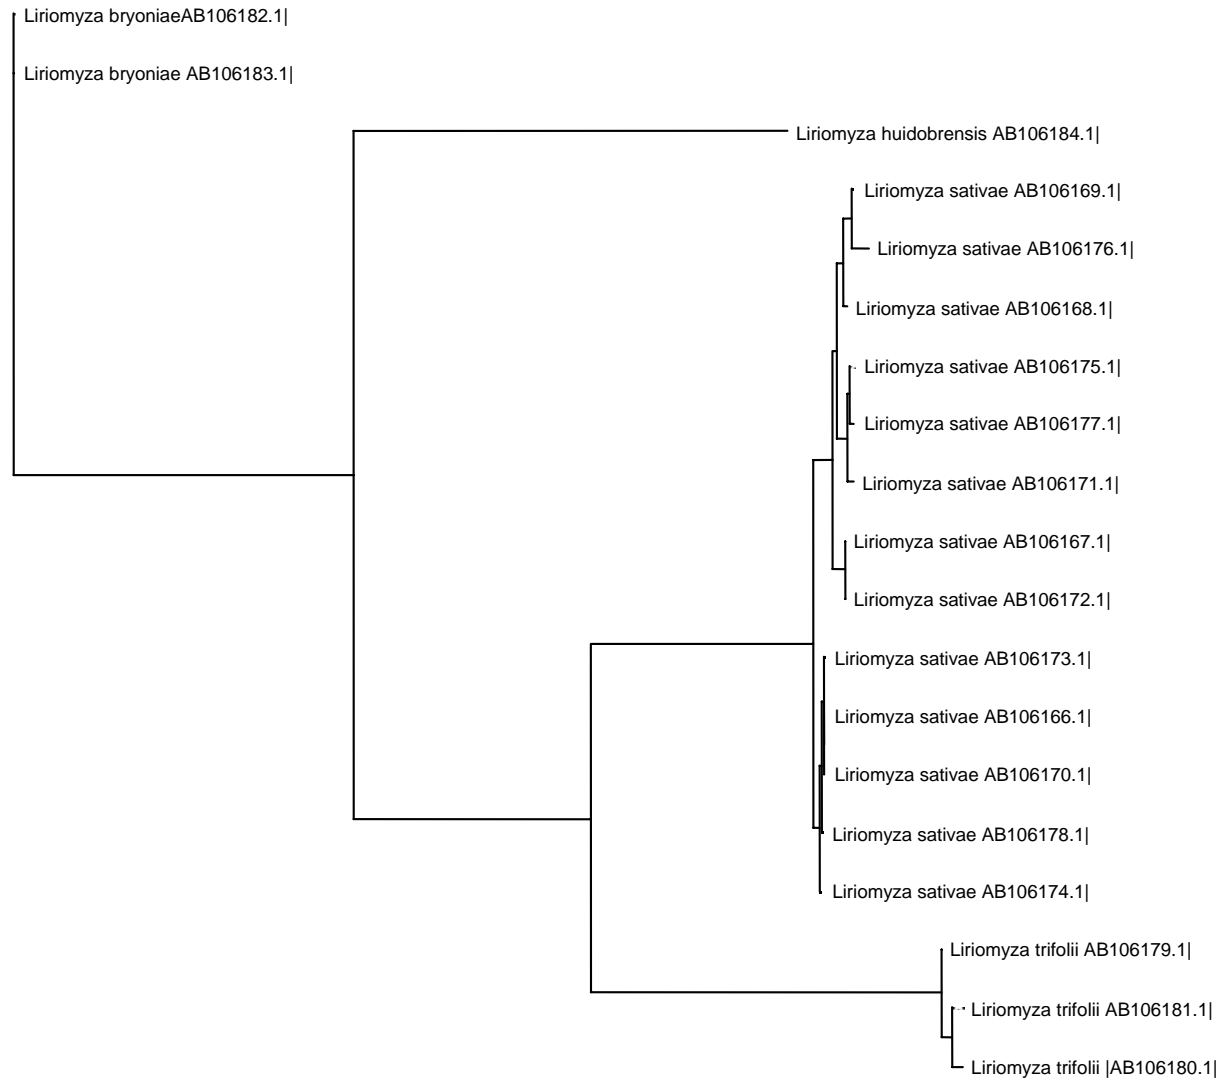 Liriomyza bryoniaeAB106182.1|
Liriomyza bryoniae AB106183.1|
Liriomyza huidobrensis AB106184.1|
Liriomyza sativae AB106169.1|
Liriomyza sativae AB106176.1|
Liriomyza sativae AB106168.1|
Liriomyza sativae AB106175.1|
Liriomyza sativae AB106177.1|
Liriomyza sativae AB106171.1|
Liriomyza sativae AB106167.1|
Liriomyza sativae AB106172.1|
Liriomyza sativae AB106173.1|
Liriomyza sativae AB106166.1|
Liriomyza sativae AB106170.1|
Liriomyza sativae AB106178.1|
Liriomyza sativae AB106174.1|
Liriomyza trifolii AB106179.1|
Liriomyza trifolii AB106181.1|
Liriomyza trifolii |AB106180.1|